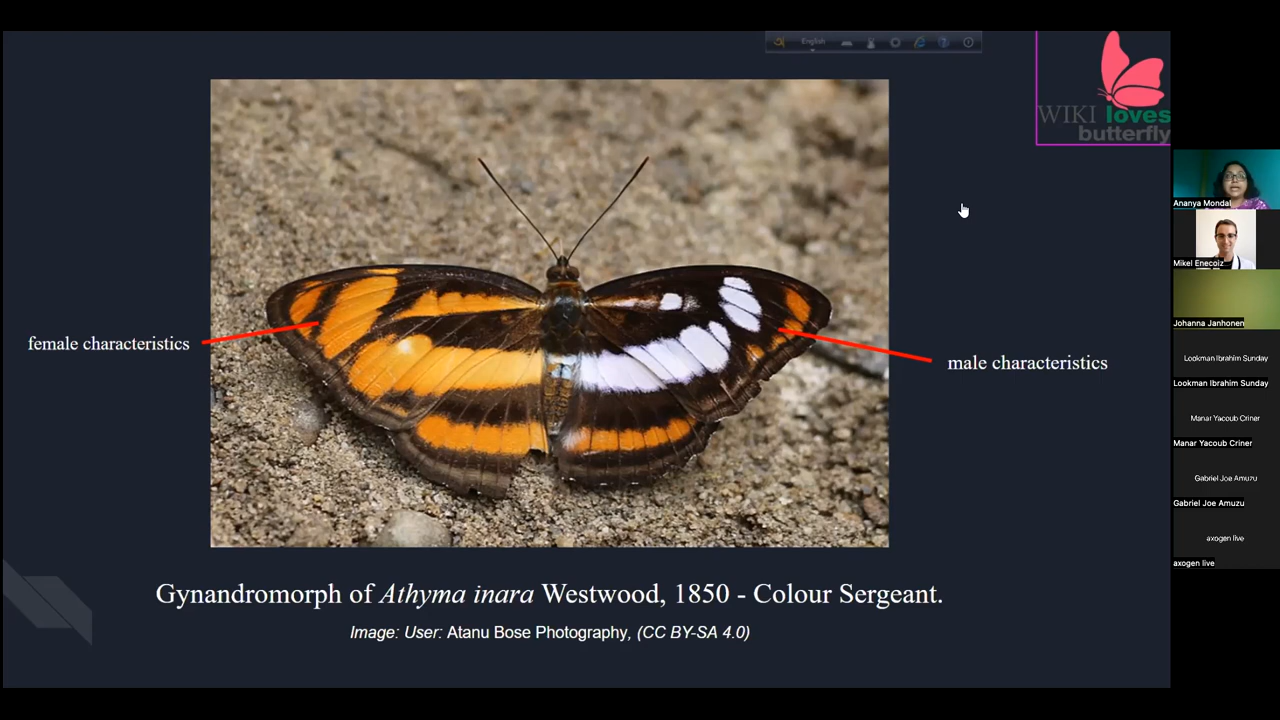 English
WIKI loves
butterfly
female characteristics
male characteristics
Gynandromorph of Athyma inara Westwood, 1850 - Colour Sergeant.
Image: User: Atanu Bose Photography, (CC BY-SA 4.0)
Ananya Mondal
Mikel Enecoiz
Johanna Janhonen
Lookman Ibrahim Sunday
Lookman Ibrahim Sunday
Manar Yacoub Criner
Manar Yacoub Criner
Gabriel Joe Amuzu
Gabriel Joe Amuzu
axogen live
axogen live